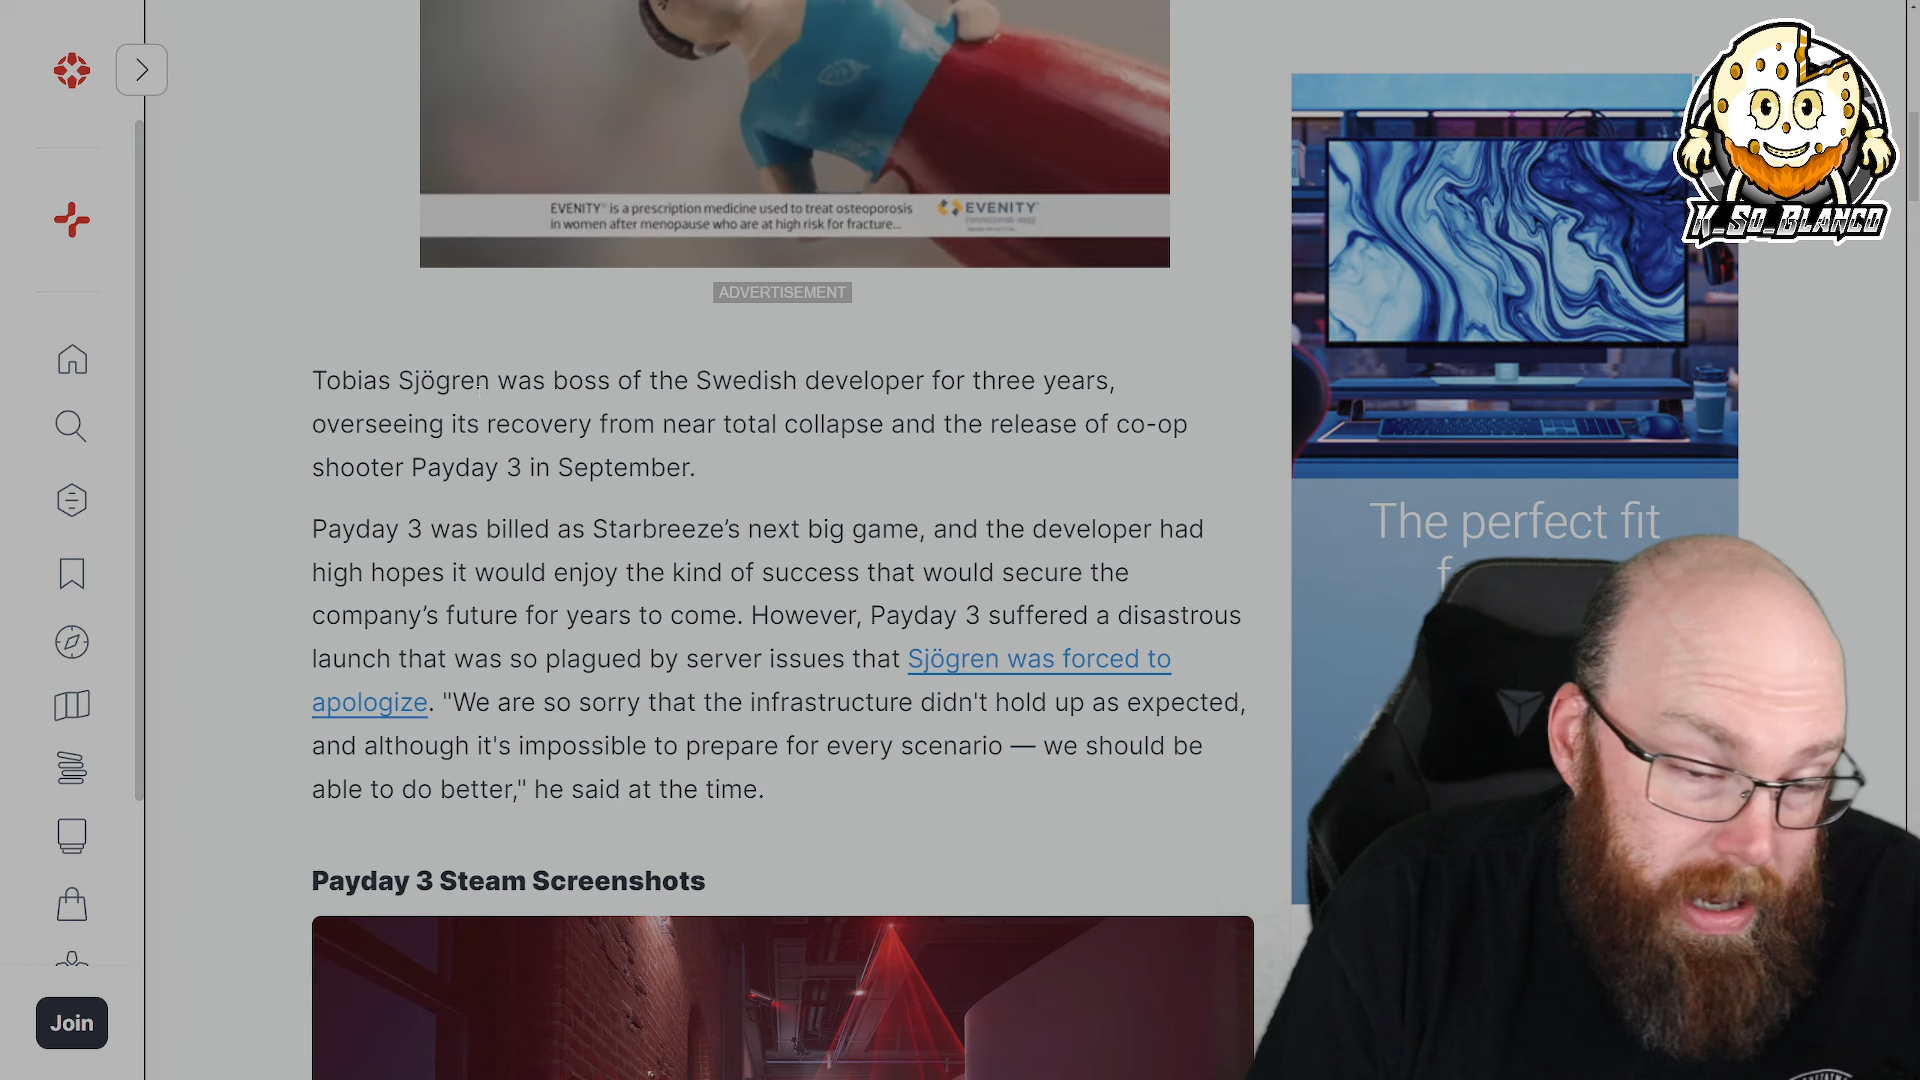 EVENITY® is a prescription medicine used to treat osteoporosis
in women after menopause who are at high risk for fracture...
EVENITY
ADVERTISEMENT
K_So_Blanco
Tobias Sjögren was boss of the Swedish developer for three years,
overseeing its recovery from near total collapse and the release of co-op
shooter Payday 3 in September.
The perfect fit
f
Payday 3 was billed as Starbreeze’s next big game, and the developer had
high hopes it would enjoy the kind of success that would secure the
company’s future for years to come. However, Payday 3 suffered a disastrous
launch that was so plagued by server issues that Sjögren was forced to
apologize. "We are so sorry that the infrastructure didn't hold up as expected,
and although it's impossible to prepare for every scenario — we should be
able to do better," he said at the time.
Payday 3 Steam Screenshots
Join